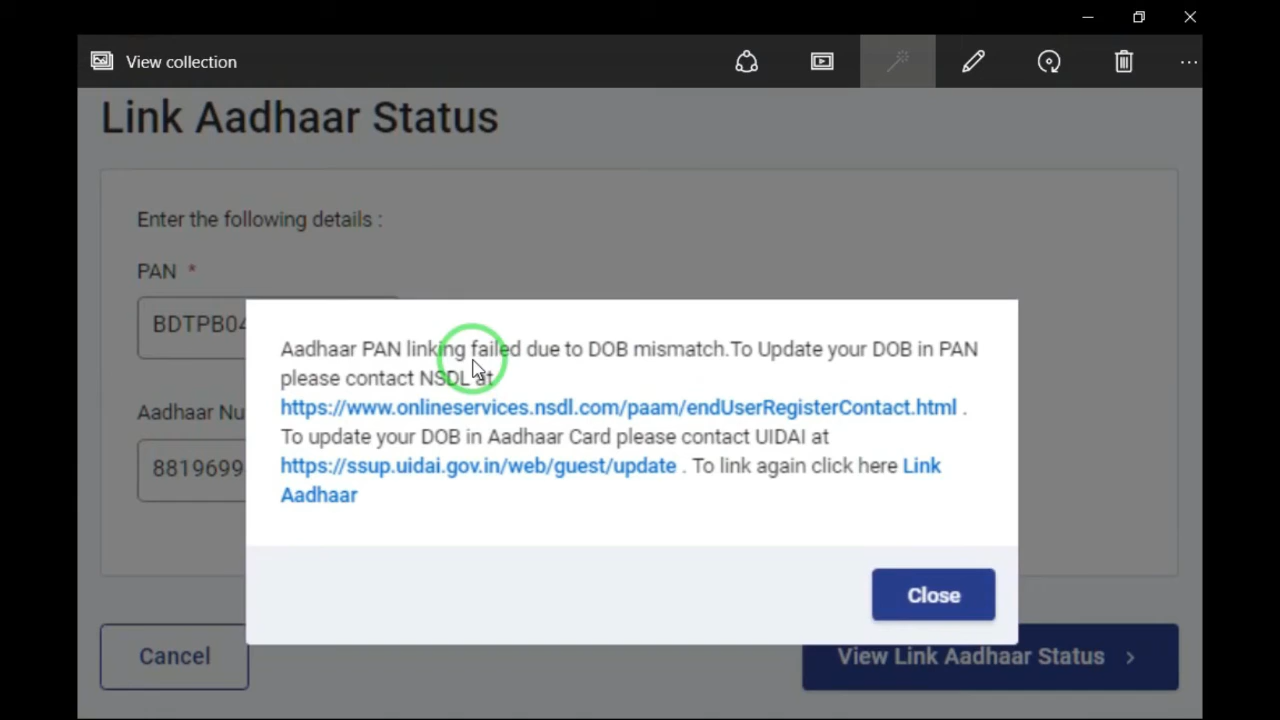 View collection
Link Aadhaar Status
Enter the following details :
PAN *
BDTPB04
Aadhaar PAN linking failed due to DOB mismatch.To Update your DOB in PAN
please contact NSDL at
https://www.onlineservices.nsdl.com/paam/endUserRegisterContact.html .
Aadhaar Nu
To update your DOB in Aadhaar Card please contact UIDAI at
8819699
https://ssup.uidai.gov.in/web/guest/update . To link again click here Link
Aadhaar
Close
Cancel
View Link Aadhaar Status